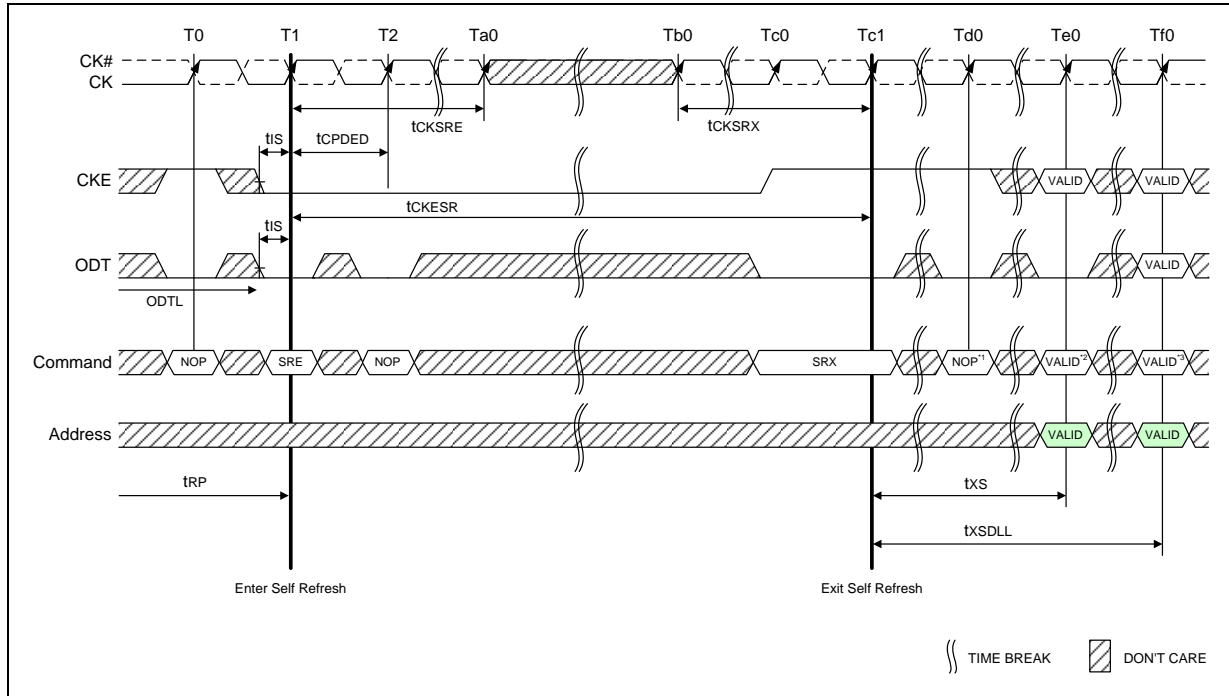 T0 T1 T2 Ta0 Tb0 Tc0 Tc1 Td0 Te0 Tf0
CK#
CK
tCKSRE tCKSRX
tIS tCPDED
CKE VALID VALID
tCKESR
tIS
ODT VALID
ODTL
Command NOP SRE NOP SRX NOP*1 VALID*2 VALID*3
Address VALID VALID
tRP tXS
tXSDLL
Enter Self Refresh Exit Self Refresh
TIME BREAK DON'T CARE